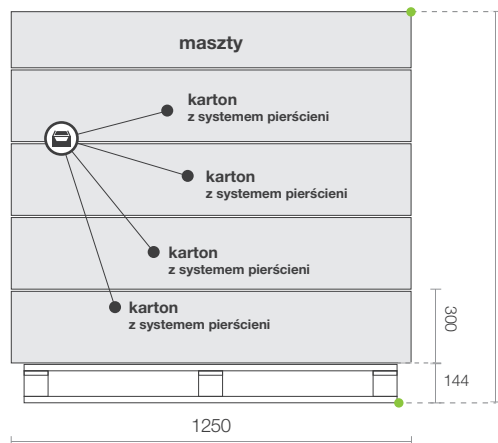 maszty
karton
z systemem pierścieni
karton
z systemem pierścieni
karton
z systemem pierścieni
karton
z systemem pierścieni
300
144
1250